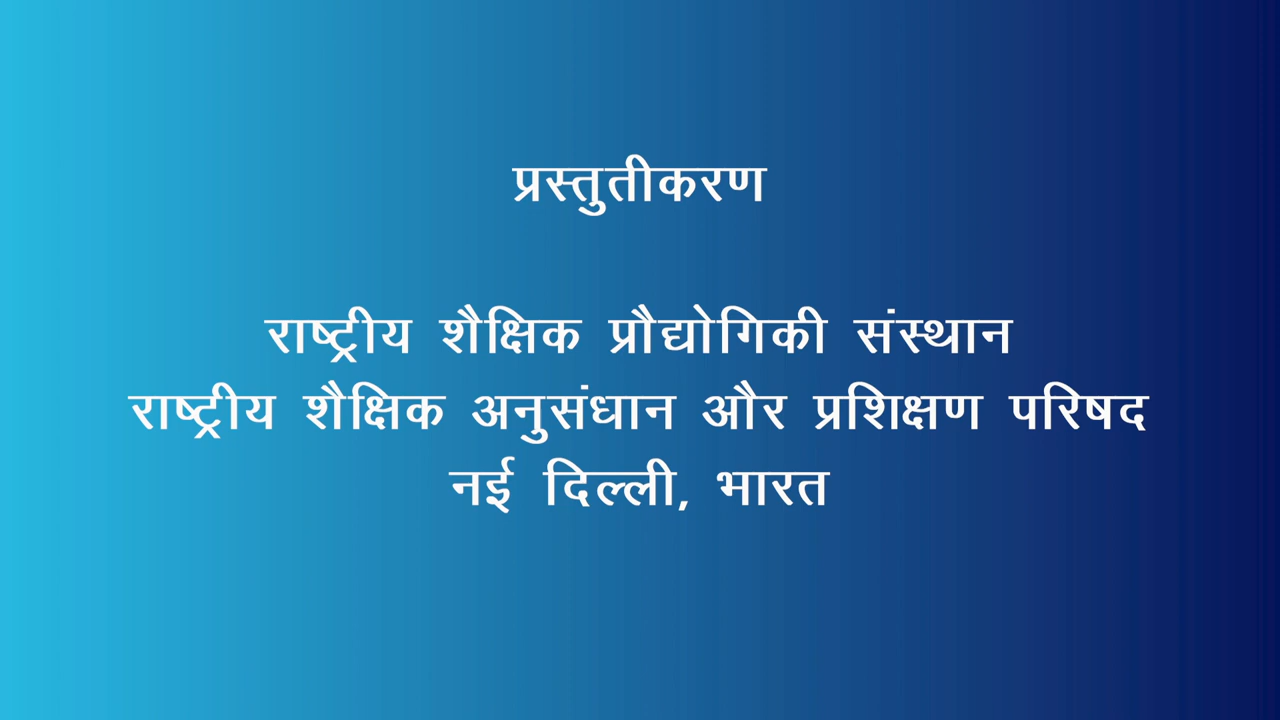 प्रस्तुतीकरण
राष्ट्रीय शैक्षिक प्रौद्योगिकी संस्थान
राष्ट्रीय शैक्षिक अनुसंधान और प्रशिक्षण परिषद
नई दिल्ली, भारत